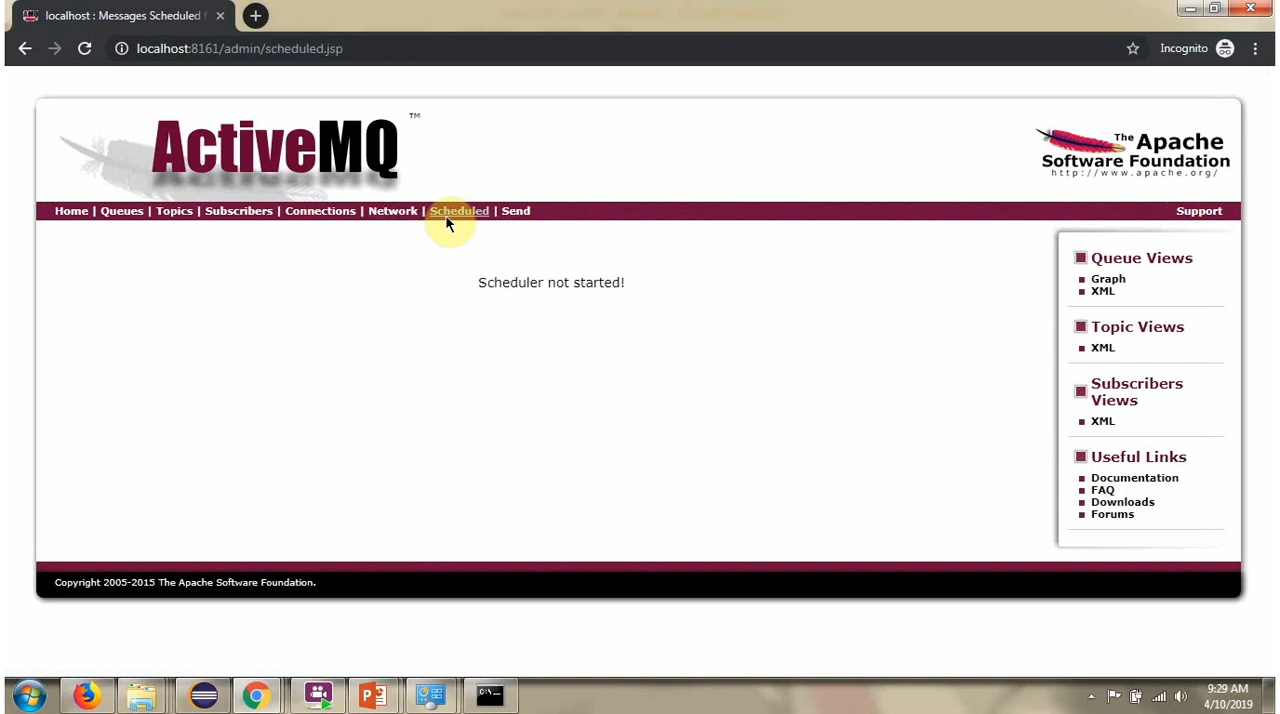 localhost : Messages Scheduled
localhost:8161/admin/scheduled.jsp
Incognito
ActiveMQ
TM
The Apache
Software Foundation
http://www.apache.org/
Home | Queues | Topics | Subscribers | Connections | Network | Scheduled | Send
Support
Scheduler not started!
Queue Views
Graph
XML
Topic Views
XML
Subscribers
Views
XML
Useful Links
Documentation
FAQ
Downloads
Forums
Copyright 2005-2015 The Apache Software Foundation.
C:\
9:29 AM
4/10/2019